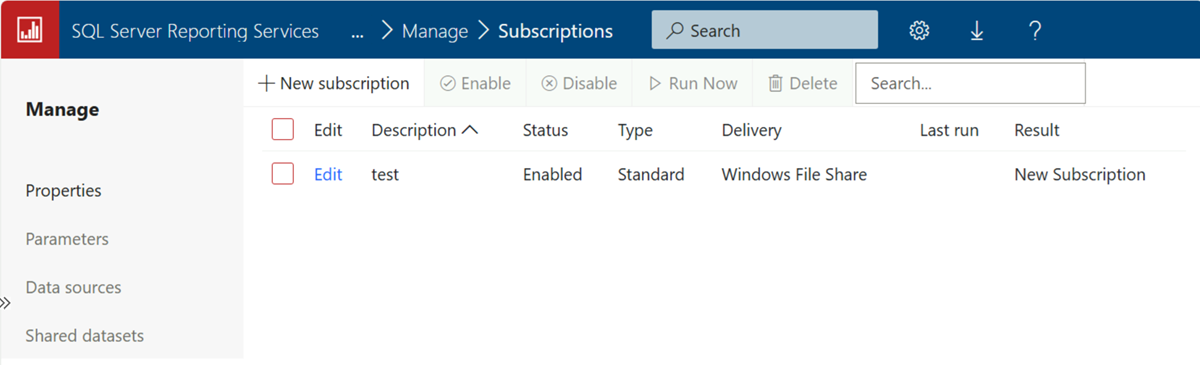 SQL Server Reporting Services ... > Manage > Subscriptions Search ?
Manage
Properties
Parameters
Data sources
Shared datasets
+ New subscription Enable Disable Run Now Delete Search...
Edit Description Status Type Delivery Last run Result
Edit test Enabled Standard Windows File Share New Subscription